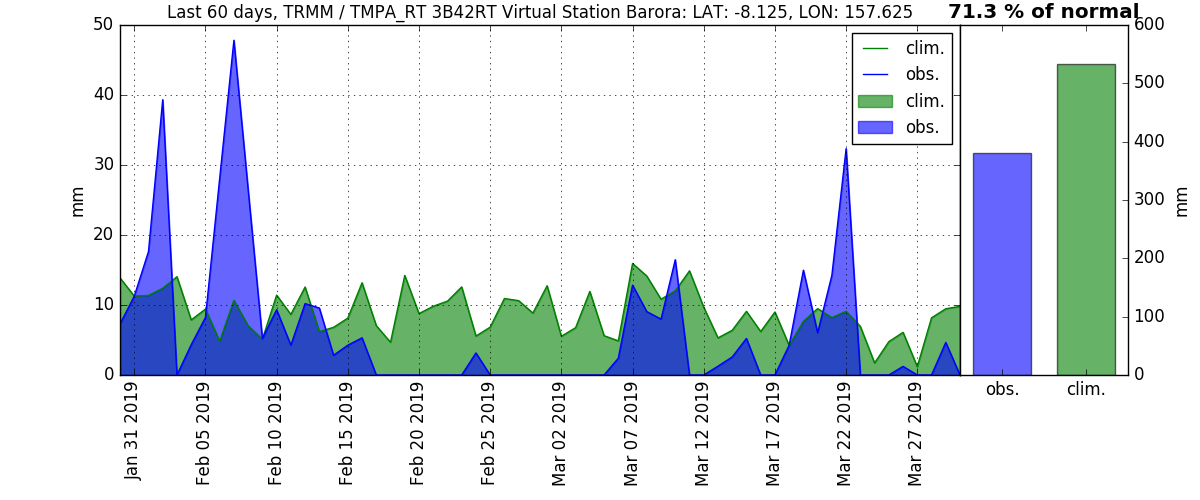 Last 60 days, TRMM / TMPA_RT 3B42RT Virtual Station Barora: LAT: -8.125, LON: 157.625
71.3 % of normal
50
40
30
20
10
0
mm
clim.
obs.
clim.
obs.
600
500
400
300
200
100
0
mm
obs.
clim.
Jan 31 2019
Feb 05 2019
Feb 10 2019
Feb 15 2019
Feb 20 2019
Feb 25 2019
Mar 02 2019
Mar 07 2019
Mar 12 2019
Mar 17 2019
Mar 22 2019
Mar 27 2019